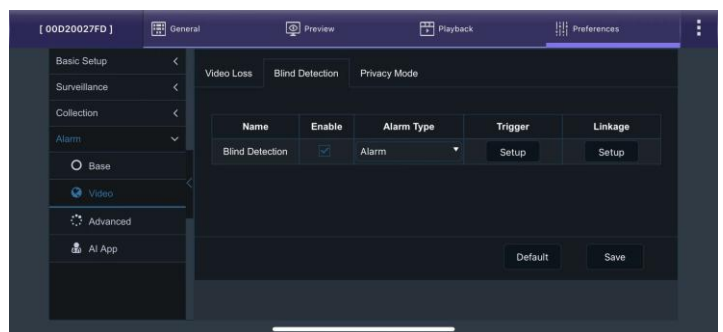 [ 00D20027FD ] General Preview Playback Preferences
Basic Setup
Surveillance
Collection
Alarm
Base
Video
Advanced
AI App
Video Loss Blind Detection Privacy Mode
Name Enable Alarm Type Trigger Linkage
Blind Detection Alarm Setup Setup
Default Save